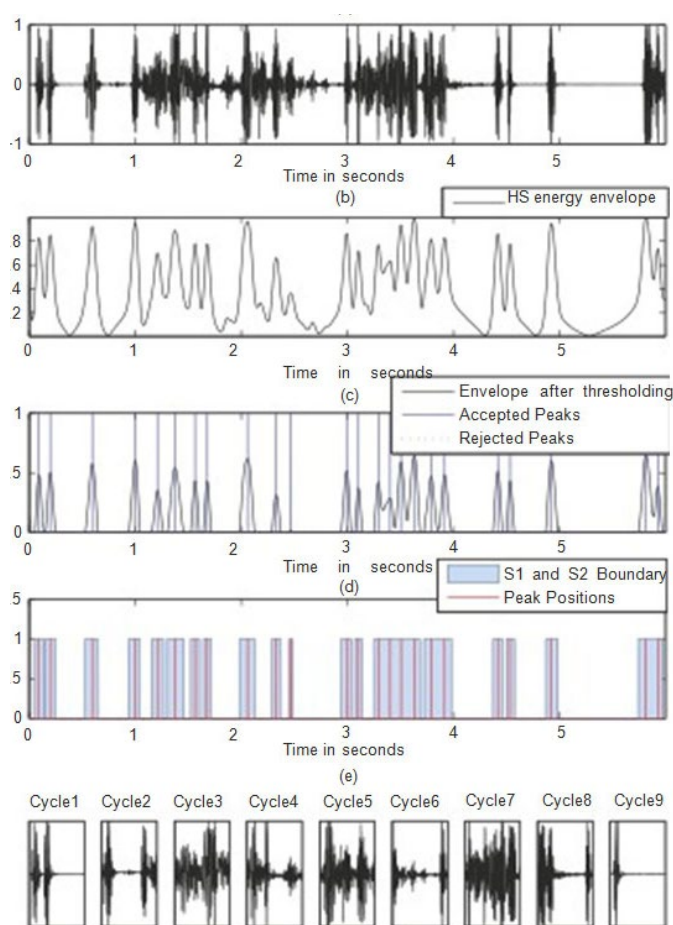 1
0
-1
0 1 2 3 4 5
Time in seconds
(b)
HS energy envelope
8
6
4
2
0 1 2 3 4 5
Time in seconds
(c)
Envelope after thresholding
Accepted Peaks
Rejected Peaks
1
.5
0
0 1 2 3 4 5
Time in seconds
(d)
S1 and S2 Boundary
Peak Positions
5
1
5
0
0 1 2 3 4 5
Time in seconds
(e)
Cycle1 Cycle2 Cycle3 Cycle4 Cycle5 Cycle6 Cycle7 Cycle8 Cycle9